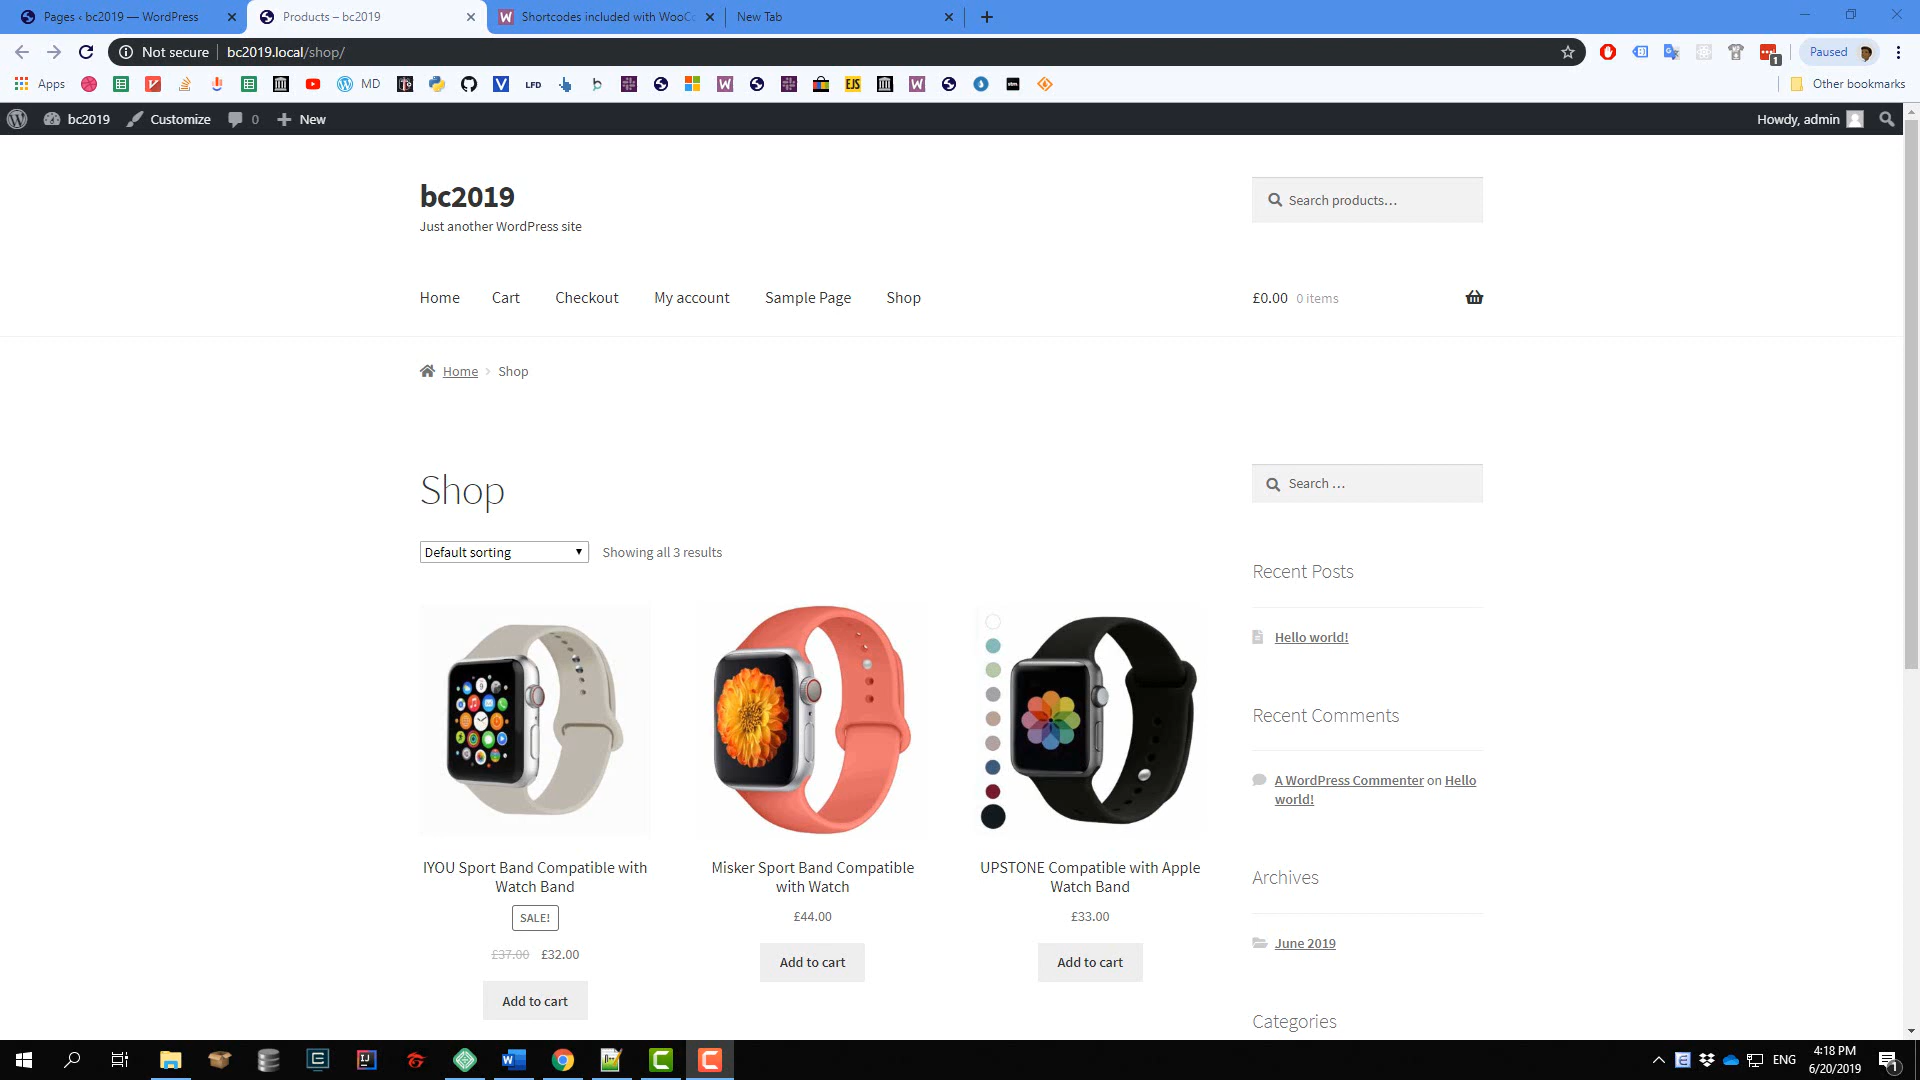 Pages ‹ bc2019 — WordPress
Products – bc2019
Shortcodes included with WooCo
New Tab
Not secure
bc2019.local/shop/
Paused
Apps
MD
LFD
EJS
Other bookmarks
bc2019
Customize
0
New
Howdy, admin
bc2019
Just another WordPress site
Search products…
Home
Cart
Checkout
My account
Sample Page
Shop
£0.00 0 items
Home › Shop
Shop
Search …
Default sorting
Showing all 3 results
Recent Posts
Hello world!
Recent Comments
A WordPress Commenter on Hello
world!
Archives
June 2019
Categories
IYOU Sport Band Compatible with
Watch Band
SALE!
£37.00 £32.00
Add to cart
Misker Sport Band Compatible
with Watch
£44.00
Add to cart
UPSTONE Compatible with Apple
Watch Band
£33.00
Add to cart
ENG
4:18 PM
6/20/2019
1